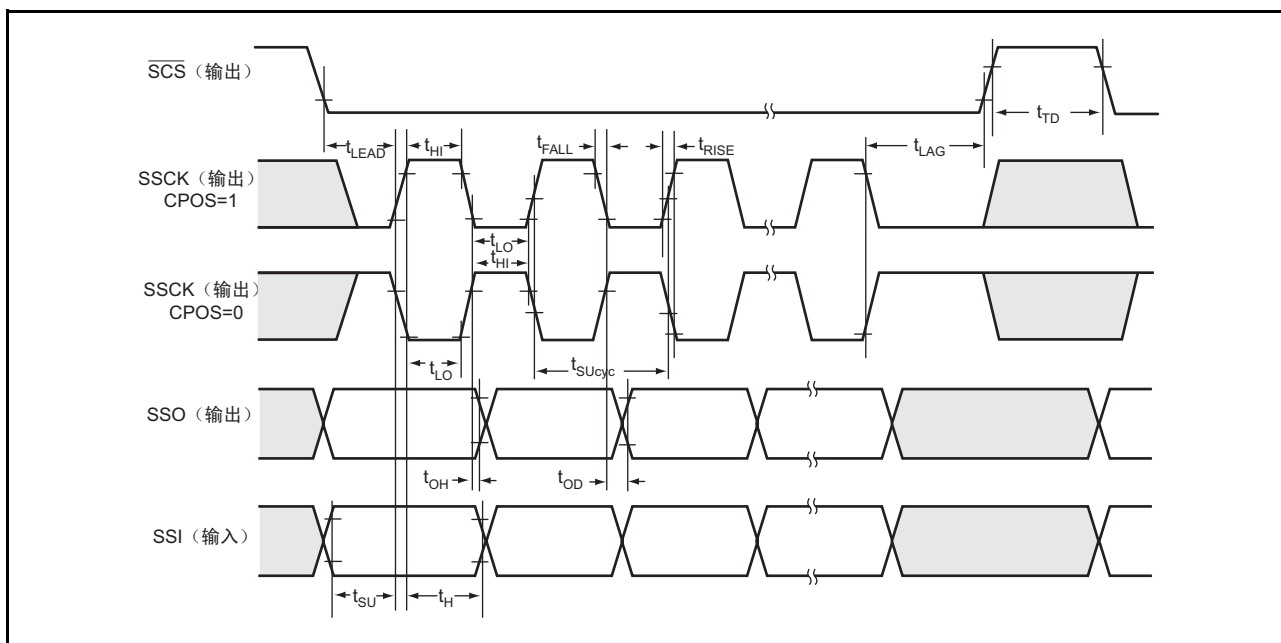 SCS（输出）
tTD
tLEAD
tHI
tFALL
tRISE
tLAG
SSCK（输出）
CPOS=1
tLO
tHI
SSCK（输出）
CPOS=0
tLO
tSUcyc
SSO（输出）
tOH
tOD
SSI（输入）
tSU
tH